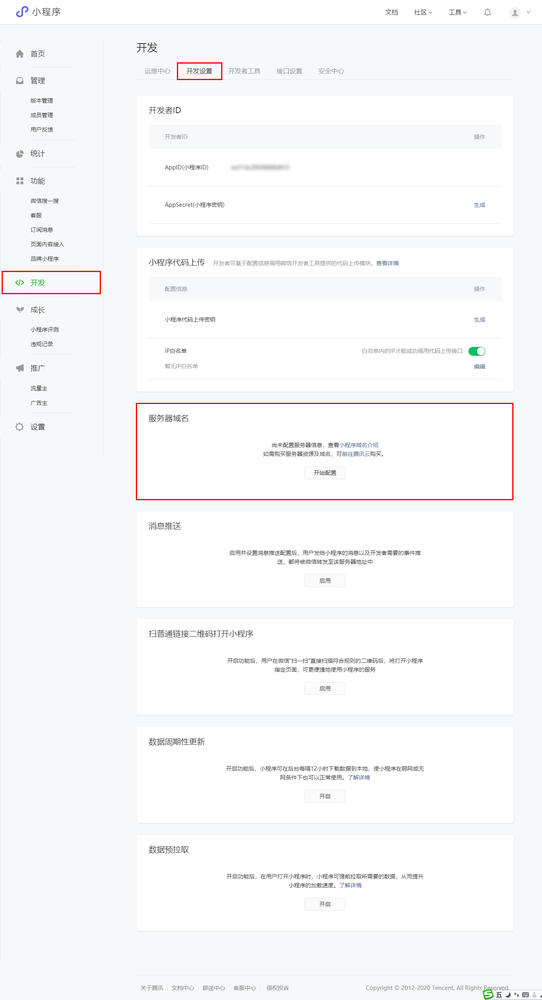 小程序
文档 社区 工具
首页
管理
版本管理
成员管理
用户反馈
统计
功能
微信搜一搜
客服
订阅消息
页面内容接入
品牌小程序
开发
成长
小程序评测
违规记录
推广
流量主
广告主
设置
开发
运维中心 开发设置 开发者工具 接口设置 安全中心
开发者ID
开发者ID 操作
AppID(小程序ID)
AppSecret(小程序密钥) 生成
小程序代码上传 开发者可基于配置信息调用微信开发者工具提供的代码上传模块。查看详情
配置信息 操作
小程序代码上传密钥 生成
IP白名单 白名单内的IP才能成功调用代码上传接口
暂无IP白名单 编辑
服务器域名
尚未配置服务器信息，查看小程序域名介绍
如需购买服务器资源及域名，可前往腾讯云购买。
开始配置
消息推送
启用并设置消息推送配置后，用户发给小程序的消息以及开发者需要的事件推
送，都将被微信转发至该服务器地址中
启用
扫普通链接二维码打开小程序
开启功能后，用户在微信“扫一扫”直接扫描符合规则的二维码后，将打开小程序
指定页面，可更便捷地使用小程序的服务
启用
数据周期性更新
开启功能后，小程序可在后台每隔12小时下载数据到本地，使小程序在弱网或无
网条件下也可以正常使用。了解详情
开启
数据预拉取
开启功能后，在用户打开小程序时，小程序可提前拉取所需要的数据，从而提升
小程序的加载速度。了解详情
开启
关于腾讯 文档中心 辟谣中心 客服中心 侵权投诉 Copyright © 2012-2020 Tencent. All Rights Reserved.
五